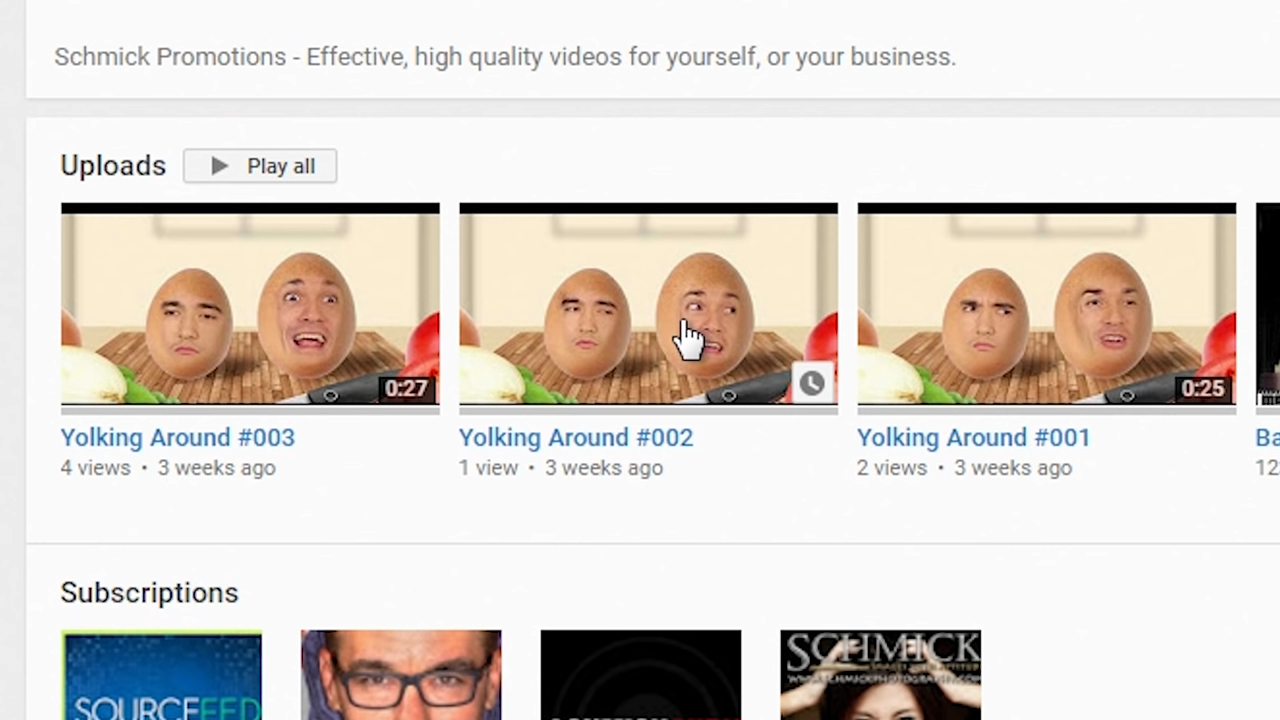 Schmick Promotions - Effective, high quality videos for yourself, or your business.
Uploads
Play all
0:27
0:25
Yolking Around #003
Yolking Around #002
Yolking Around #001
Ba
4 views • 3 weeks ago
1 view • 3 weeks ago
2 views • 3 weeks ago
12
Subscriptions
SOURCEFED
SCHMICK